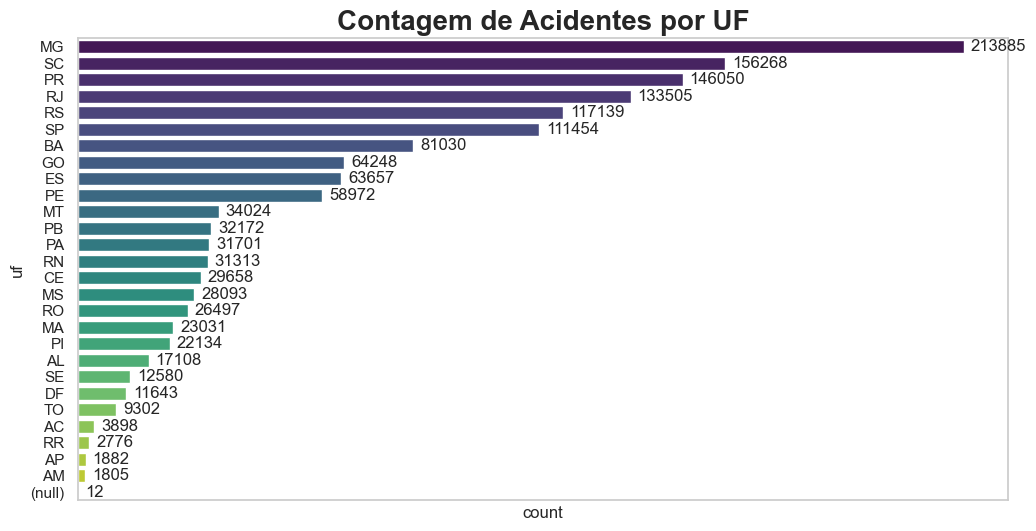 Contagem de Acidentes por UF
MG 213885
SC 156268
PR 146050
RJ 133505
RS 117139
SP 111454
BA 81030
GO 64248
ES 63657
PE 58972
MT 34024
PB 32172
PA 31701
RN 31313
CE 29658
MS 28093
RO 26497
MA 23031
PI 22134
AL 17108
SE 12580
DF 11643
TO 9302
AC 3898
RR 2776
AP 1882
AM 1805
(null) 12
uf
count